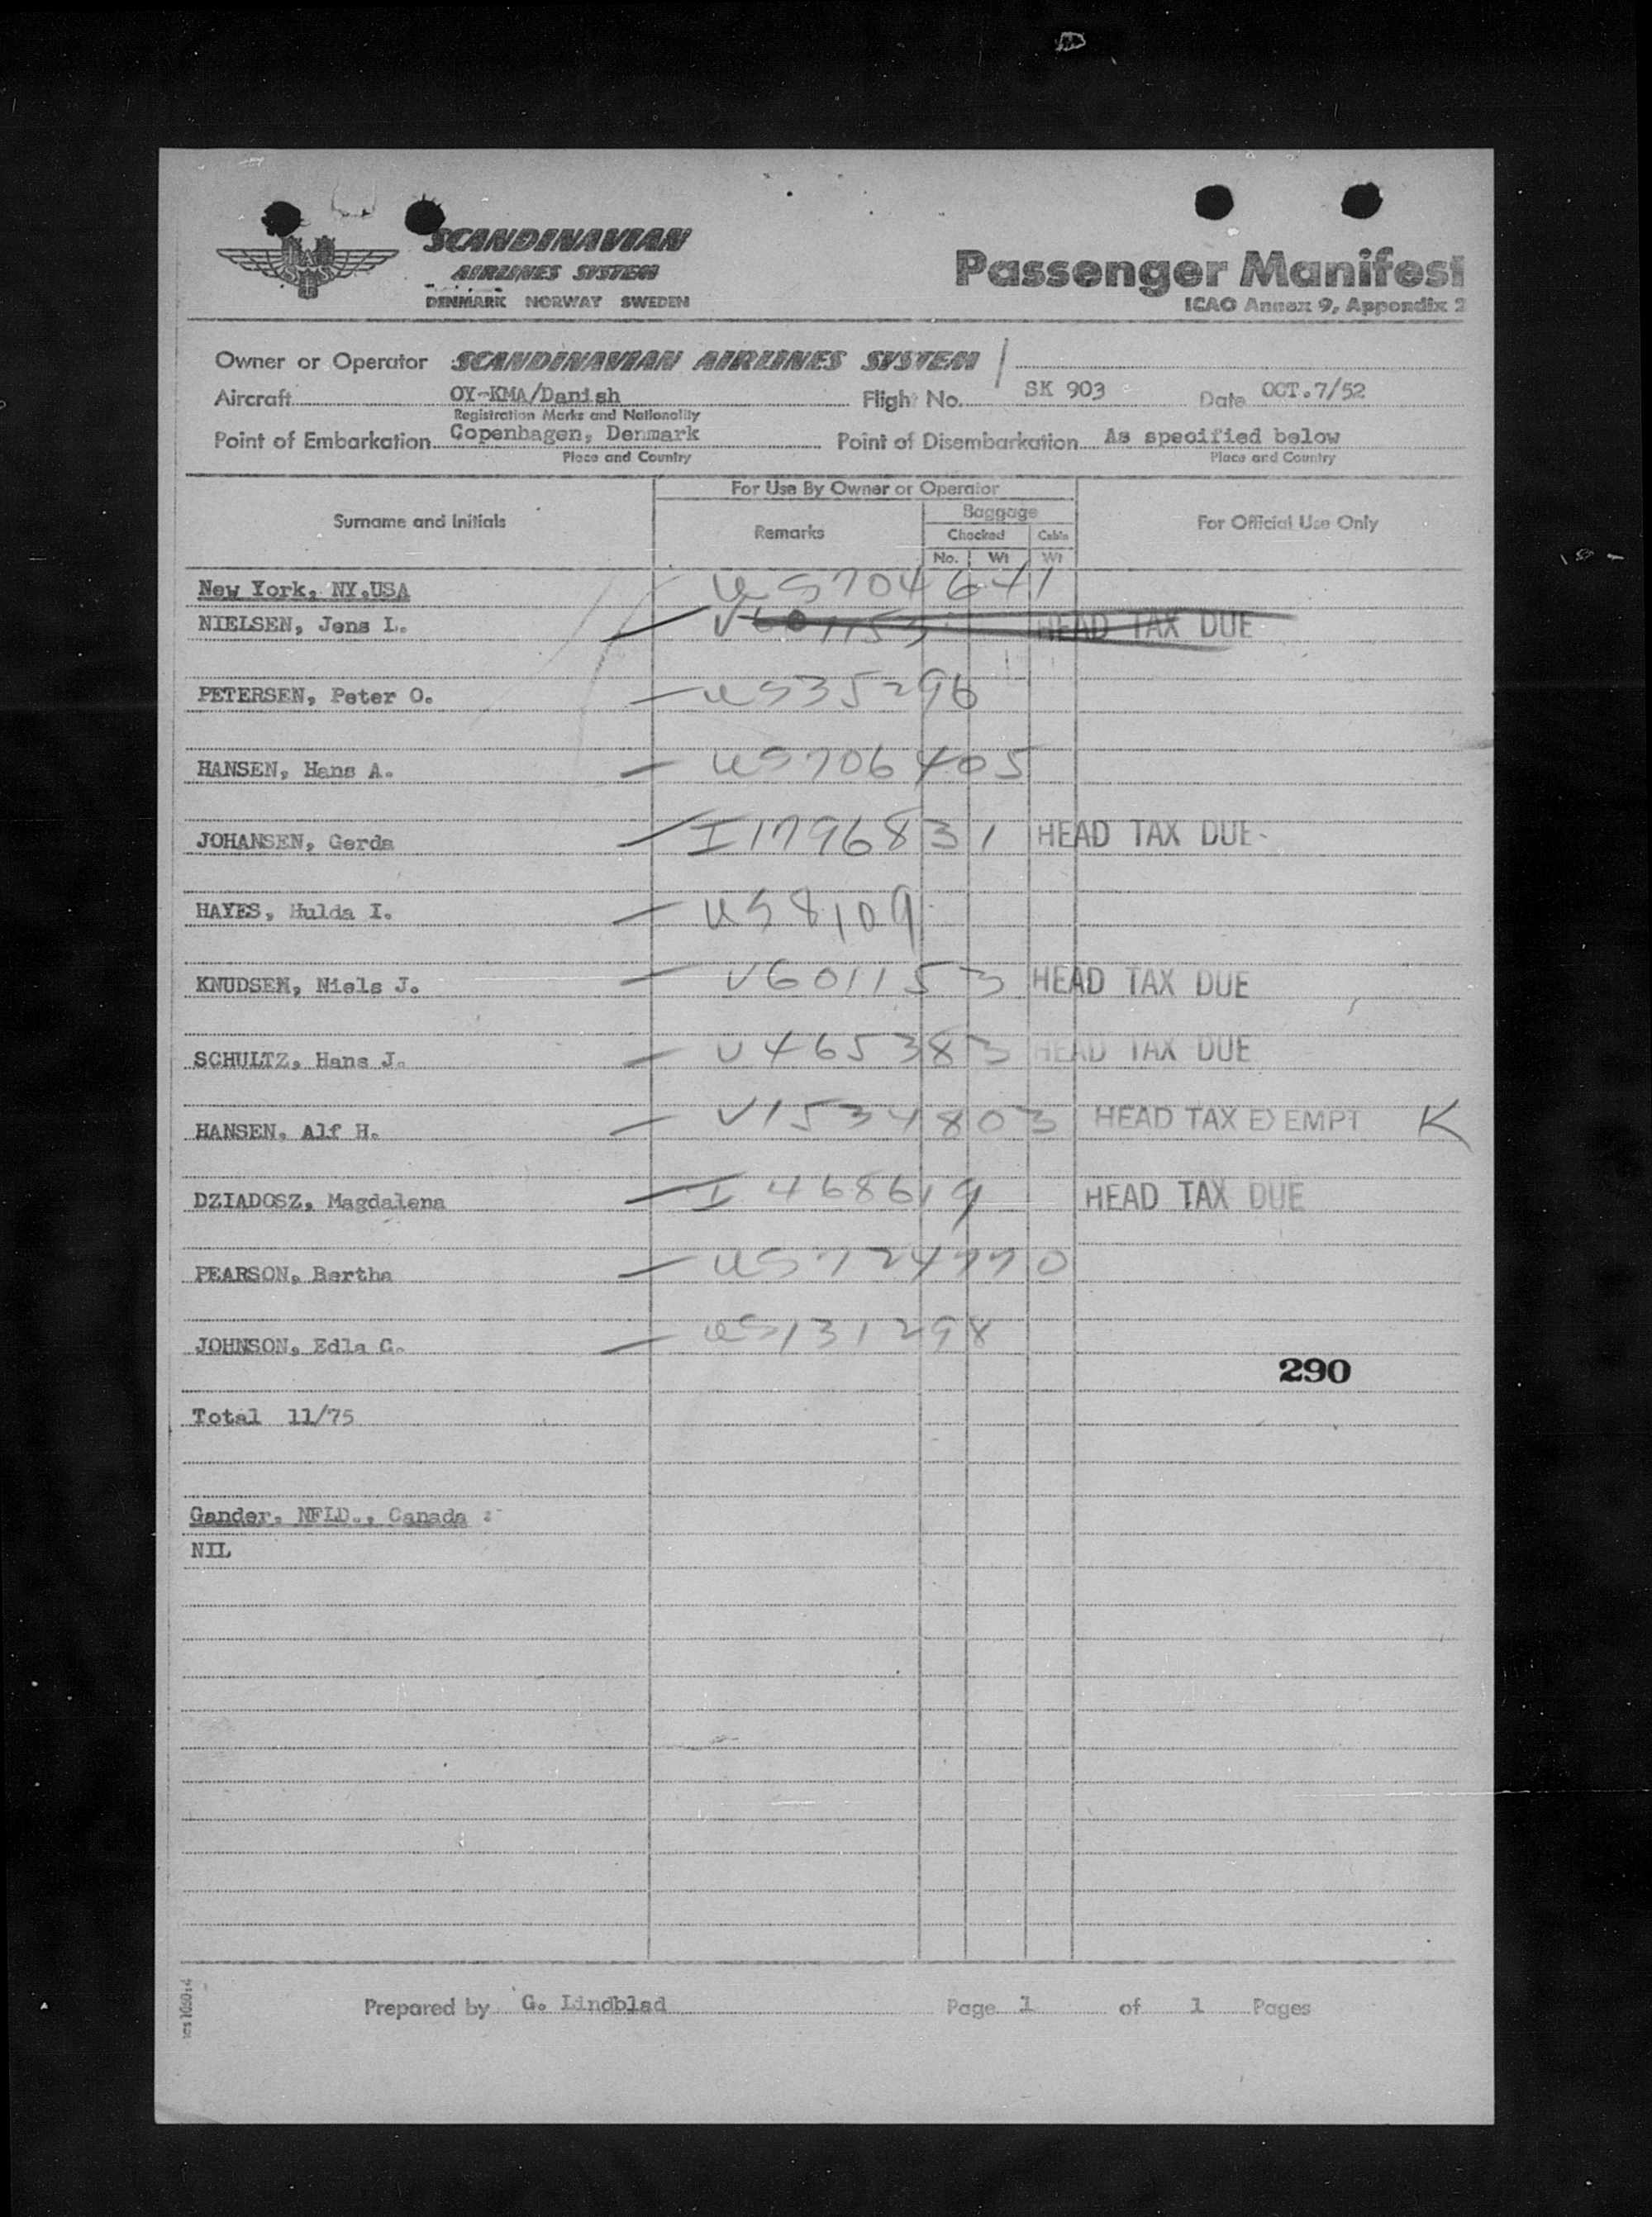 SAS
SCANDINAVIAN
AIRLINES SYSTEM
DENMARK NORWAY SWEDEN
Passenger Manifest
ICAO Annex 9, Appendix 2
Owner or Operator SCANDINAVIAN AIRLINES SYSTEM /
Aircraft OY-KMA/Danish Flight No. SK 903 Date OCT.7/52
Registration Marks and Nationality
Point of Embarkation Copenhagen, Denmark Point of Disembarkation As specified below
Place and Country Place and Country
For Use By Owner or Operator
Surname and Initials Remarks Baggage For Official Use Only
Checked Cabin
No. Wt Wt
New York, NY.USA US704641
NIELSEN, Jens L. V601153 HEAD TAX DUE
PETERSEN, Peter O. US35296
HANSEN, Hans A. US706405
JOHANSEN, Gerda I1796831 HEAD TAX DUE
HAYES, Hulda I. US8109
KNUDSEN, Niels J. V601153 HEAD TAX DUE
SCHULTZ, Hans J. V465383 HEAD TAX DUE
HANSEN, Alf H. V1534803 HEAD TAX EXEMPT K
DZIADOSZ, Magdalena I468619 HEAD TAX DUE
PEARSON, Bertha
JOHNSON, Edla C. US131298
290
Total 11/75
Gander, NFLD., Canada :
NIL
Prepared by G. Lindblad Page 1 of 1 Pages